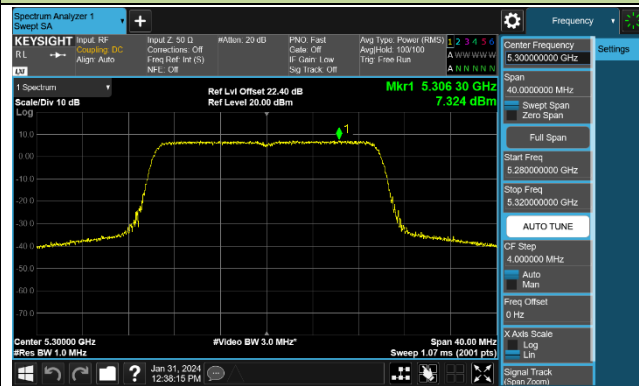 Spectrum Analyzer 1
Swept SA
Frequency
KEYSIGHT
RL
LXI
Input: RF
Coupling: DC
Align: Auto
Input Z: 50 Ω
Corrections: Off
Freq Ref: Int (S)
NFE: Off
#Atten: 20 dB
PNO: Fast
Gate: Off
IF Gain: Low
Sig Track: Off
Avg Type: Power (RMS)
Avg|Hold: 100/100
Trig: Free Run
1 2 3 4 5 6
A W W W W W
A N N N N N
1 Spectrum
Scale/Div 10 dB
Log
Ref Lvl Offset 22.40 dB
Ref Level 20.00 dBm
Mkr1 5.306 30 GHz
7.324 dBm
1
10.0
0.00
-10.0
-20.0
-30.0
-40.0
-50.0
-60.0
-70.0
Center 5.30000 GHz
#Res BW 1.0 MHz
#Video BW 3.0 MHz*
Span 40.00 MHz
Sweep 1.07 ms (2001 pts)
Jan 31, 2024
12:38:15 PM
Center Frequency
5.300000000 GHz
Settings
Span
40.0000000 MHz
Swept Span
Zero Span
Full Span
Start Freq
5.280000000 GHz
Stop Freq
5.320000000 GHz
AUTO TUNE
CF Step
4.000000 MHz
Auto
Man
Freq Offset
0 Hz
X Axis Scale
Log
Lin
Signal Track
(Span Zoom)